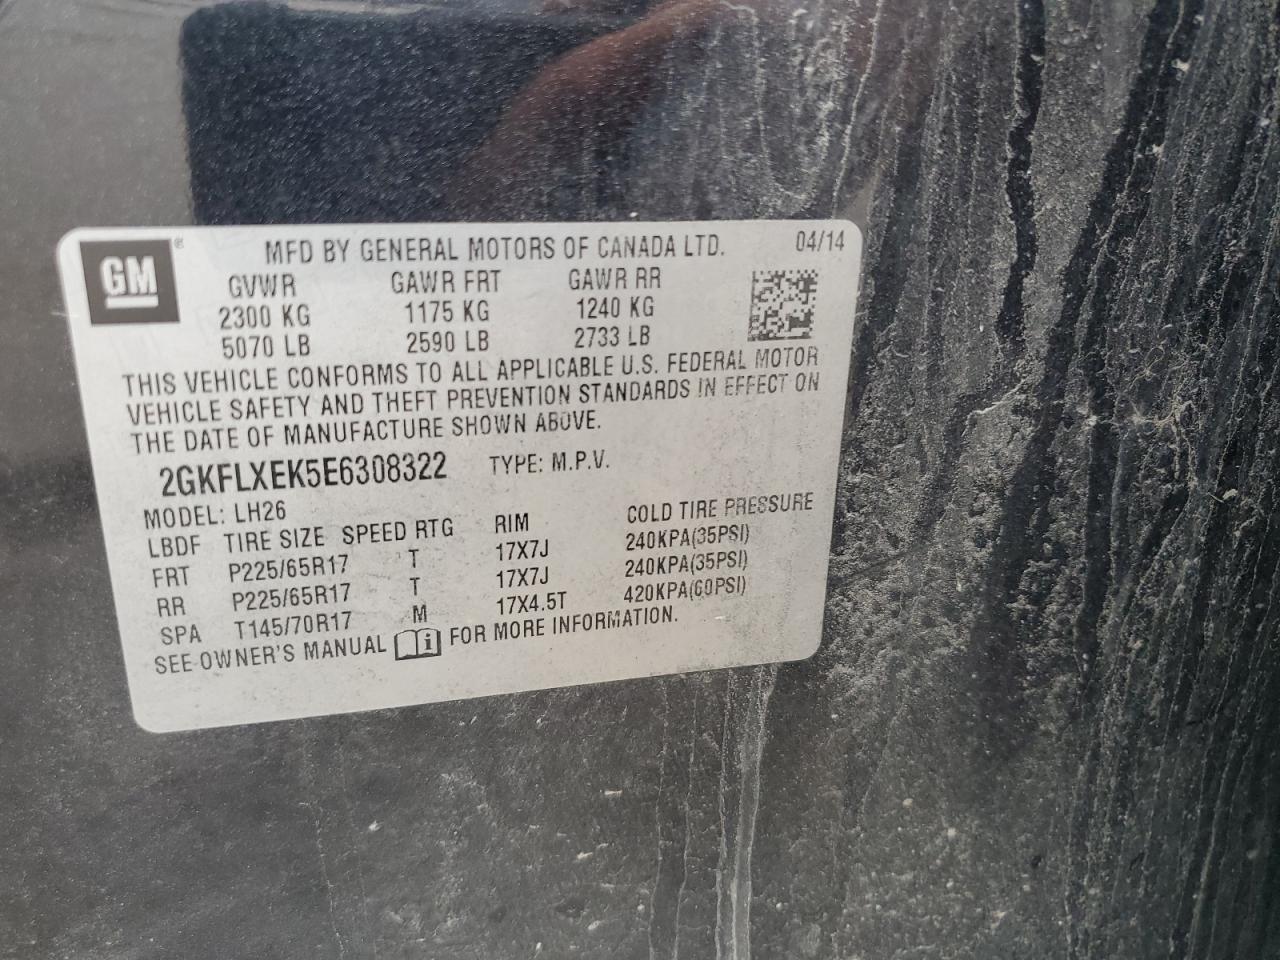 GM ® MFD BY GENERAL MOTORS OF CANADA LTD. 04/14
GVWR GAWR FRT GAWR RR
2300 KG 1175 KG 1240 KG
5070 LB 2590 LB 2733 LB
THIS VEHICLE CONFORMS TO ALL APPLICABLE U.S. FEDERAL MOTOR
VEHICLE SAFETY AND THEFT PREVENTION STANDARDS IN EFFECT ON
THE DATE OF MANUFACTURE SHOWN ABOVE.
2GKFLXEK5E6308322 TYPE: M.P.V.
MODEL: LH26
LBDF TIRE SIZE SPEED RTG RIM COLD TIRE PRESSURE
FRT P225/65R17 T 17X7J 240KPA(35PSI)
RR P225/65R17 T 17X7J 240KPA(35PSI)
SPA T145/70R17 M 17X4.5T 420KPA(60PSI)
SEE OWNER'S MANUAL i FOR MORE INFORMATION.